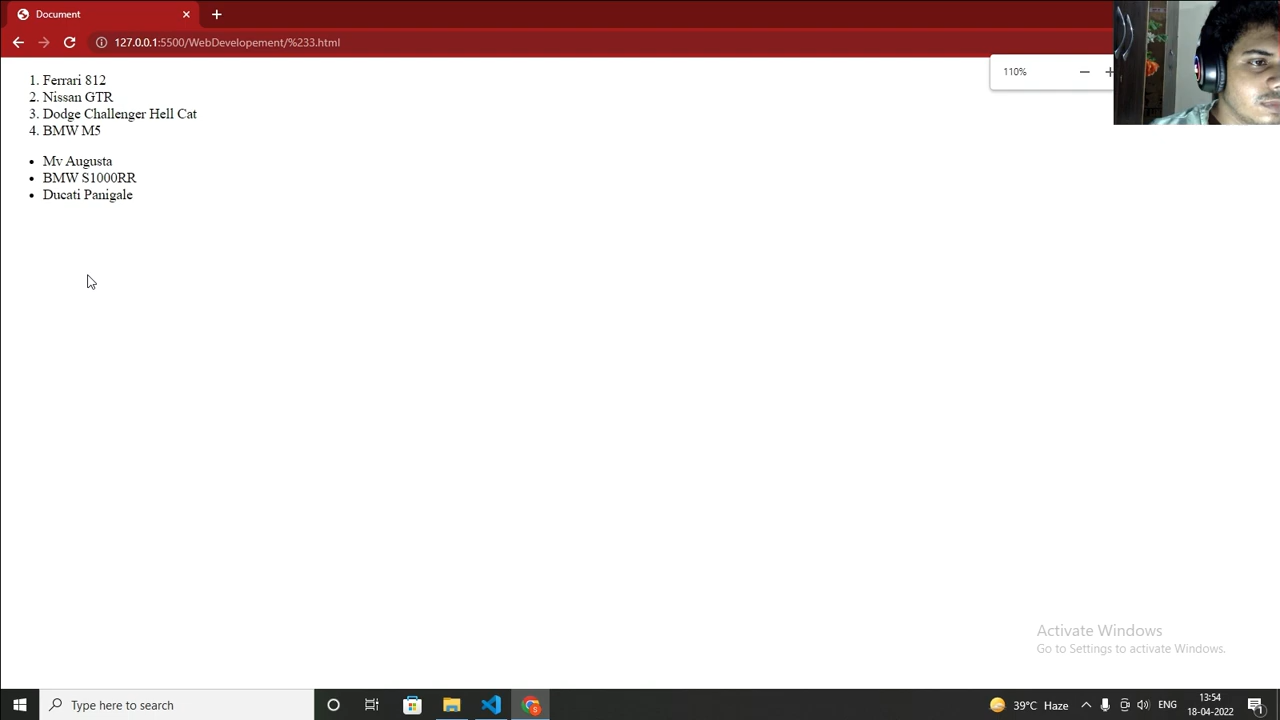 Document
127.0.0.1:5500/WebDevelopement/%233.html
110%
1. Ferrari 812
2. Nissan GTR
3. Dodge Challenger Hell Cat
4. BMW M5
• Mv Augusta
• BMW S1000RR
• Ducati Panigale
Activate Windows
Go to Settings to activate Windows.
Type here to search
39°C Haze
ENG
13:54
18-04-2022
1